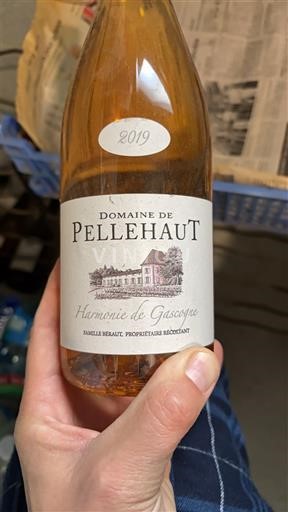 2019
DOMAINE DE
PELLEHAUT
Harmonie de Gascogne
FAMILLE BÉRAUT, PROPRIÉTAIRE RÉCOLTANT